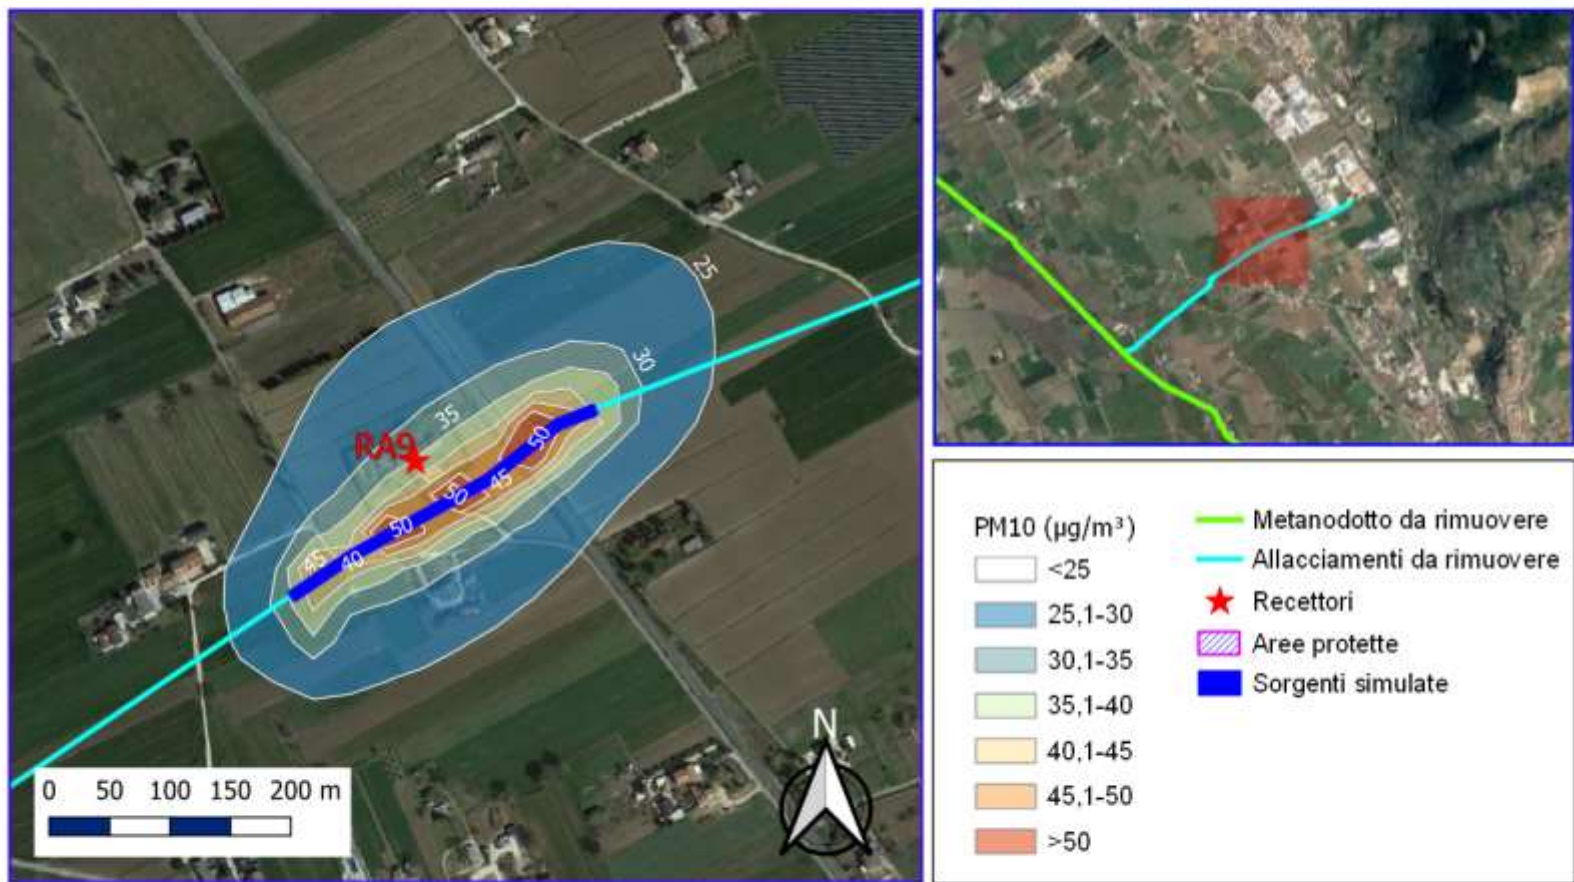 25
30
35
RA9
50
50
45
50
45
40
N
0 50 100 150 200 m
PM10 (µg/m³)
<25
25,1-30
30,1-35
35,1-40
40,1-45
45,1-50
>50
Metanodotto da rimuovere
Allacciamenti da rimuovere
Recettori
Aree protette
Sorgenti simulate